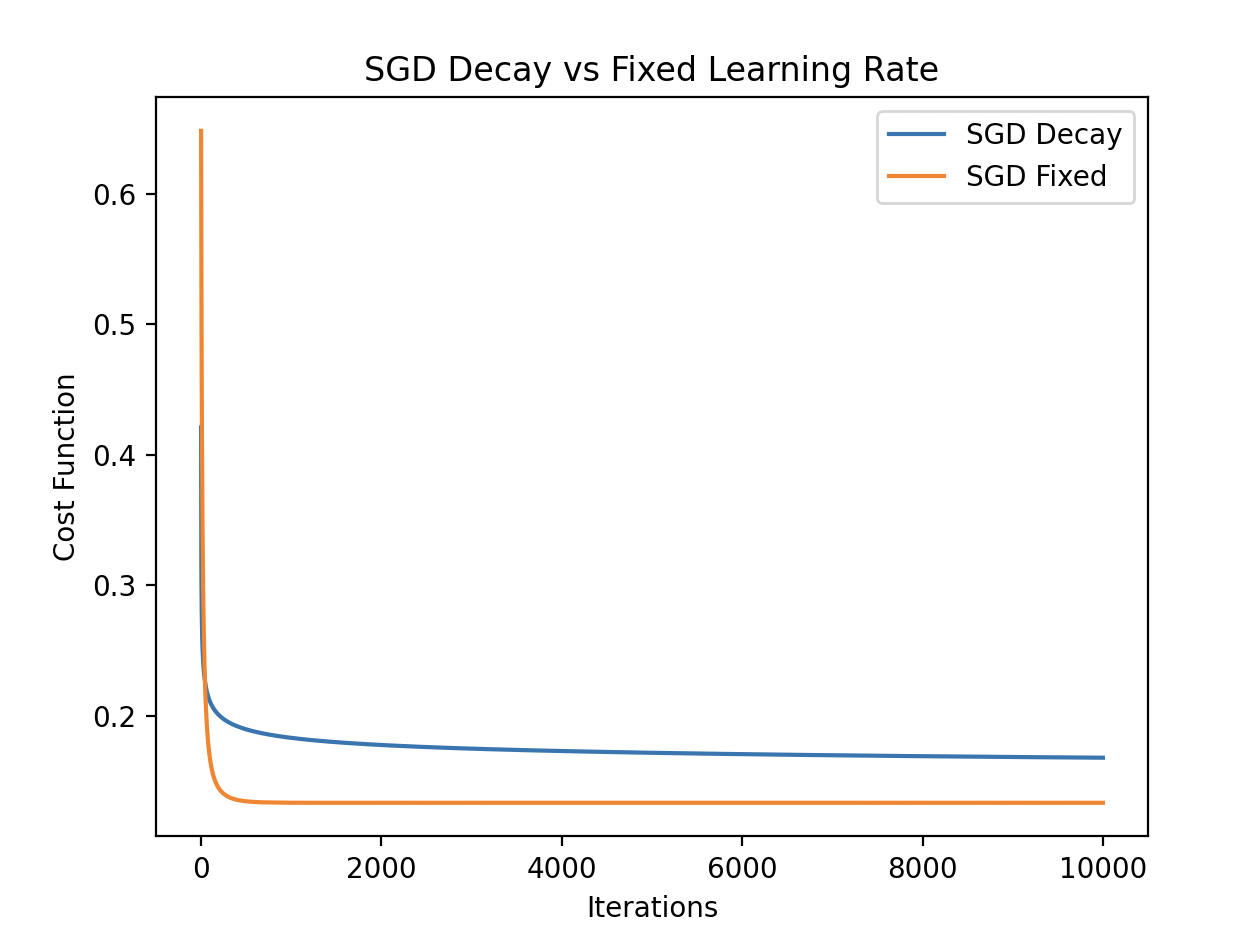 SGD Decay vs Fixed Learning Rate
SGD Decay
SGD Fixed
Cost Function
0.6
0.5
0.4
0.3
0.2
0 2000 4000 6000 8000 10000
Iterations